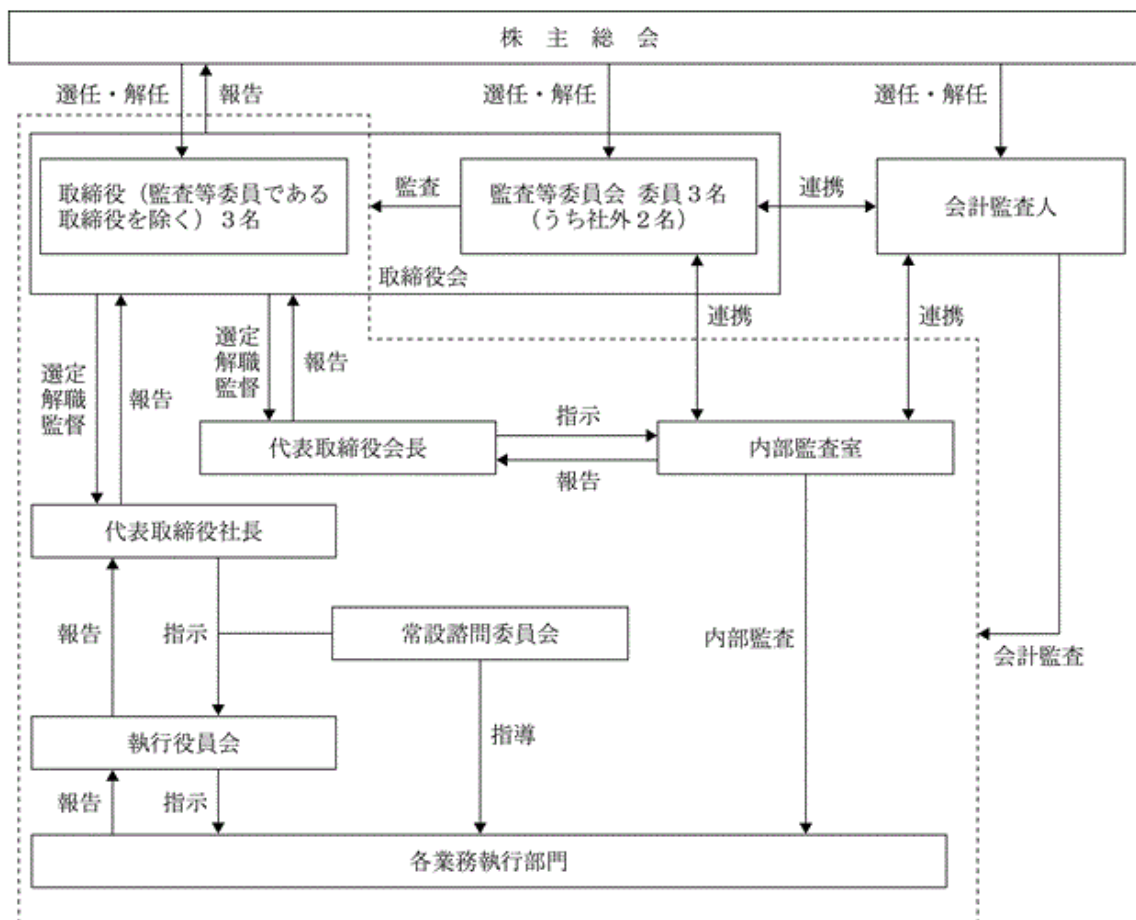 株 主 総 会
選任・解任
報告
選任・解任
選任・解任
取締役（監査等委員である
取締役を除く）３名
監査
監査等委員会 委員３名
（うち社外２名）
連携
会計監査人
取締役会
選定
解職
監督
報告
選定
解職
監督
報告
連携
連携
代表取締役会長
指示
報告
内部監査室
代表取締役社長
報告
指示
常設諮問委員会
内部監査
会計監査
執行役員会
指導
報告
指示
各業務執行部門